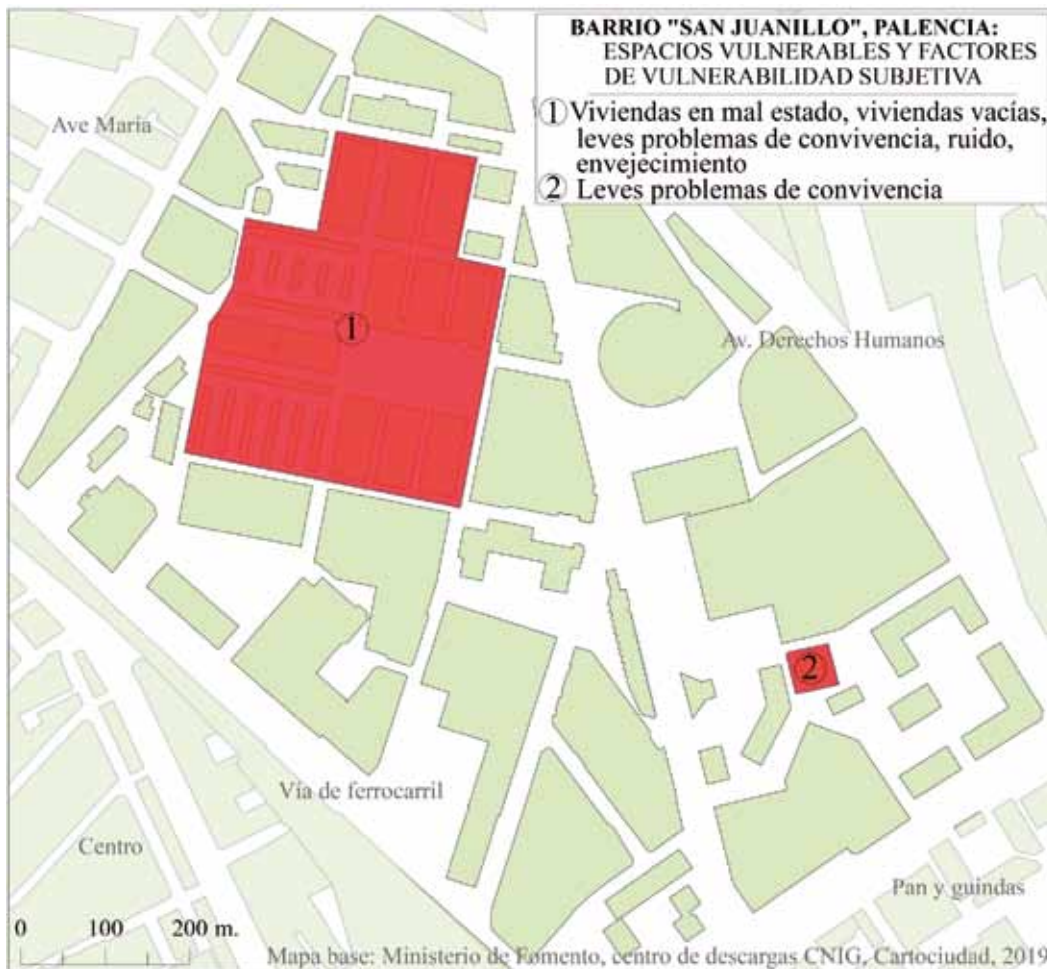 BARRIO "SAN JUANILLO", PALENCIA:
ESPACIOS VULNERABLES Y FACTORES
DE VULNERABILIDAD SUBJETIVA
1 Viviendas en mal estado, viviendas vacías,
leves problemas de convivencia, ruido,
envejecimiento
2 Leves problemas de convivencia
Ave María
1
Av. Derechos Humanos
2
Vía de ferrocarril
Centro
Pan y guindas
0 100 200 m.
Mapa base: Ministerio de Fomento, centro de descargas CNIG, Cartociudad, 2019